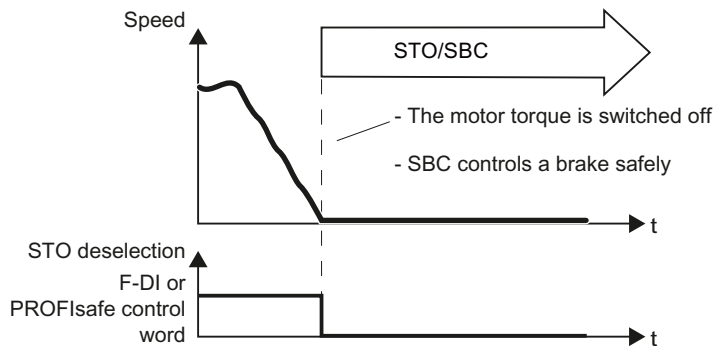 Speed
STO/SBC
- The motor torque is switched off
- SBC controls a brake safely
t
STO deselection
F-DI or
PROFIsafe control
word
t